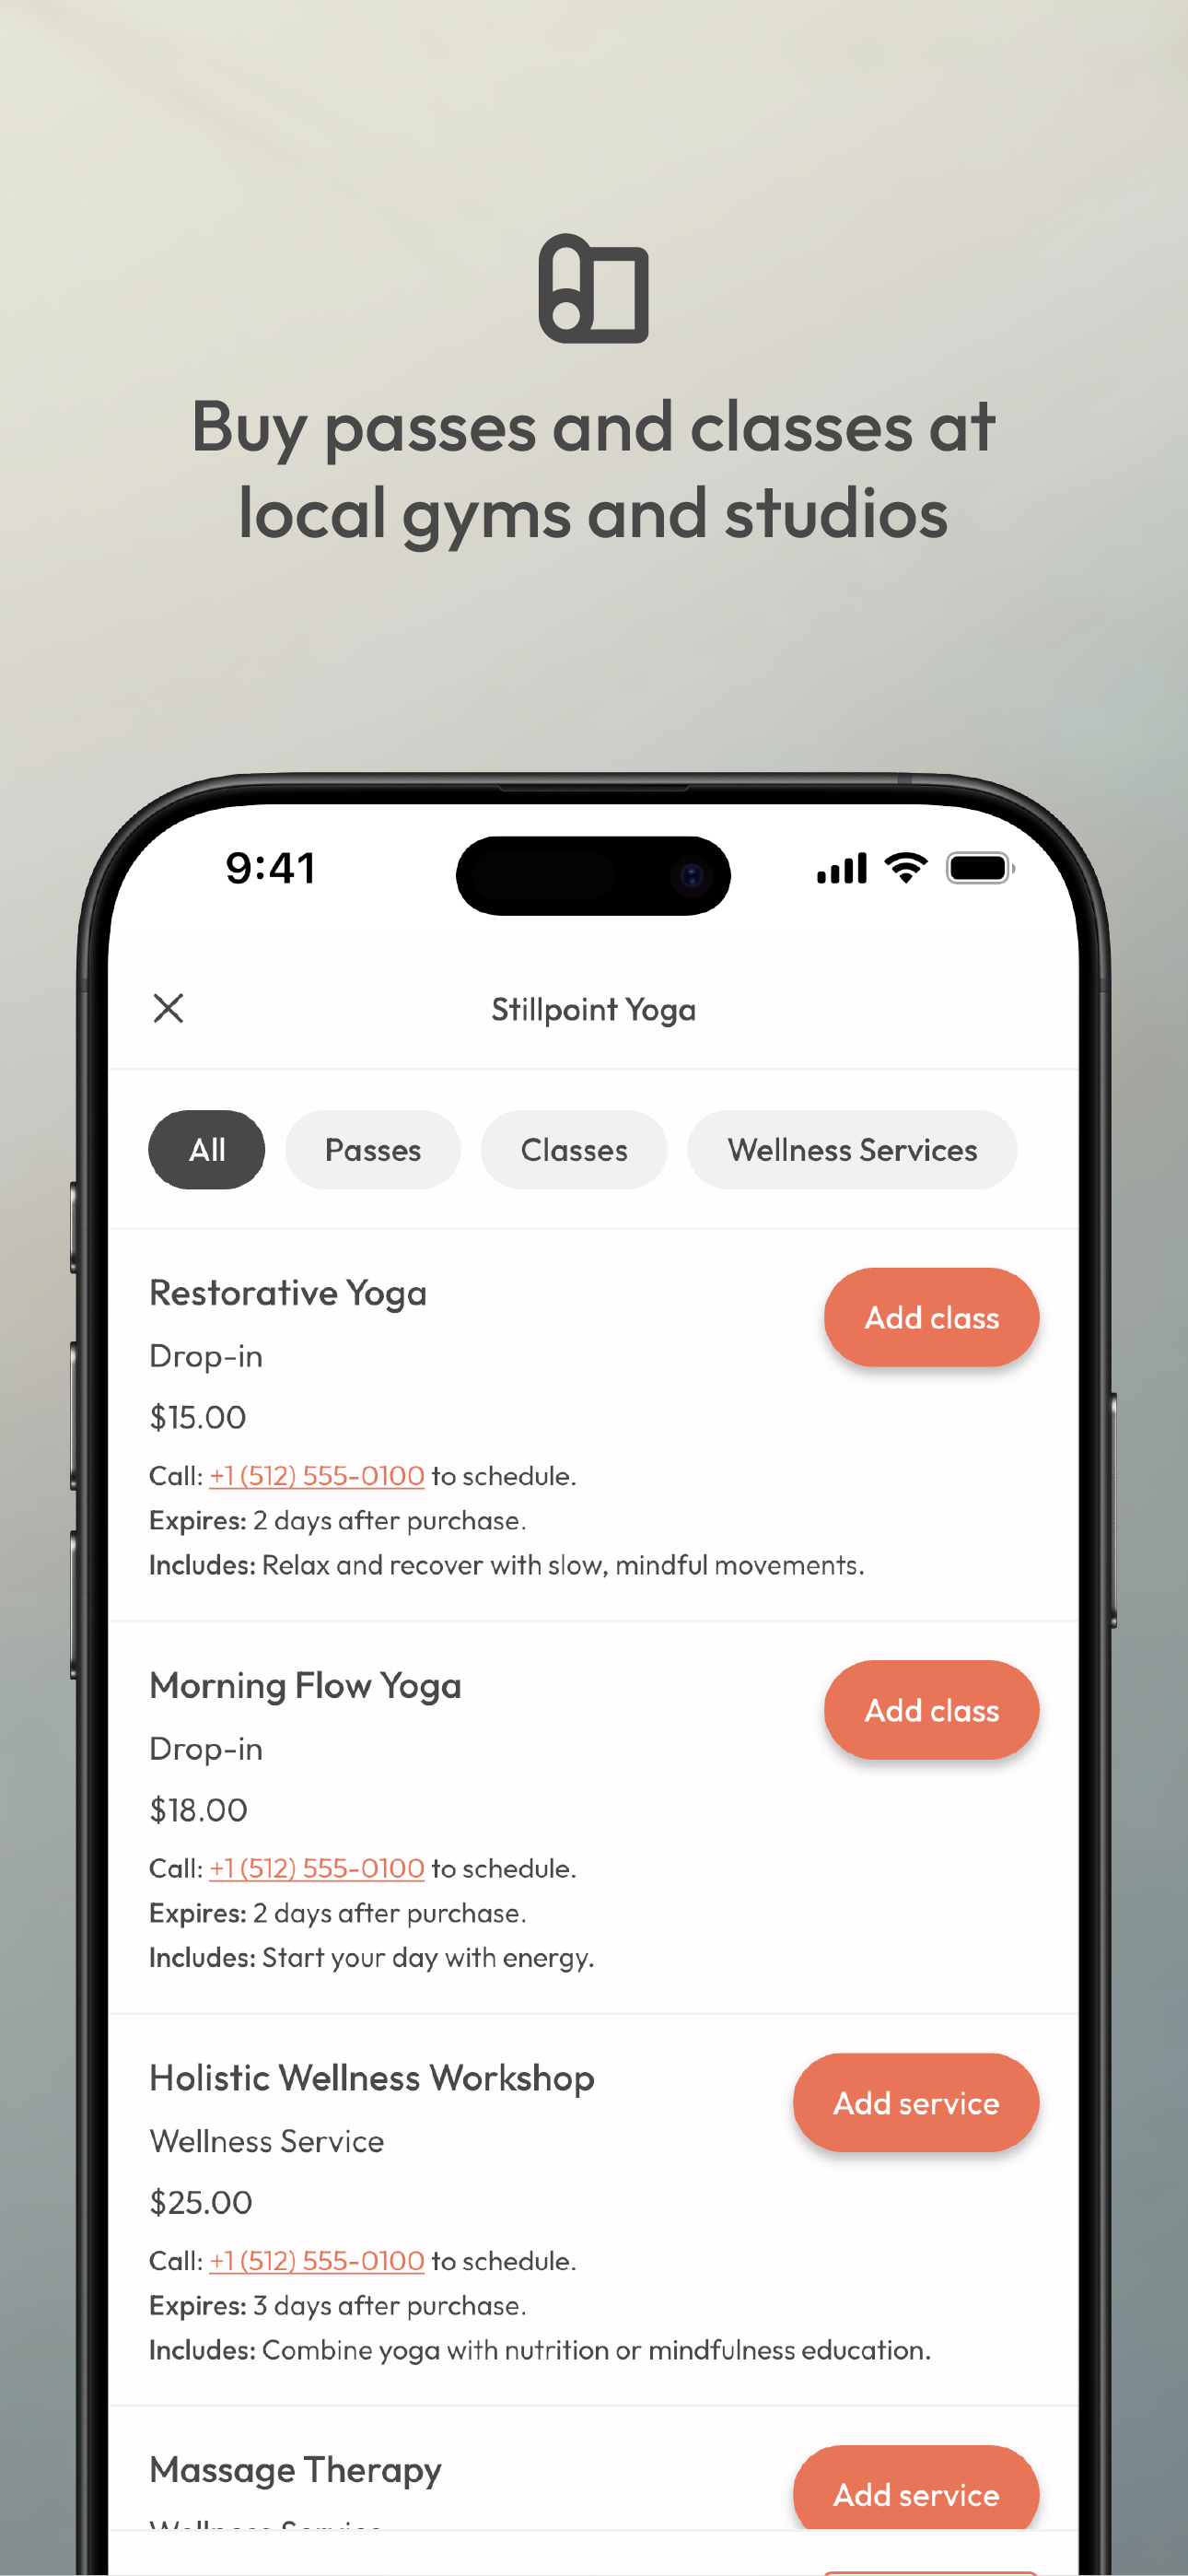 Buy passes and classes at
local gyms and studios
9:41
Stillpoint Yoga
All Passes Classes Wellness Services
Restorative Yoga
Add class
Drop-in
$15.00
Call: +1 (512) 555-0100 to schedule.
Expires: 2 days after purchase.
Includes: Relax and recover with slow, mindful movements.
Morning Flow Yoga
Add class
Drop-in
$18.00
Call: +1 (512) 555-0100 to schedule.
Expires: 2 days after purchase.
Includes: Start your day with energy.
Holistic Wellness Workshop
Add service
Wellness Service
$25.00
Call: +1 (512) 555-0100 to schedule.
Expires: 3 days after purchase.
Includes: Combine yoga with nutrition or mindfulness education.
Massage Therapy
Add service
Wellness Service